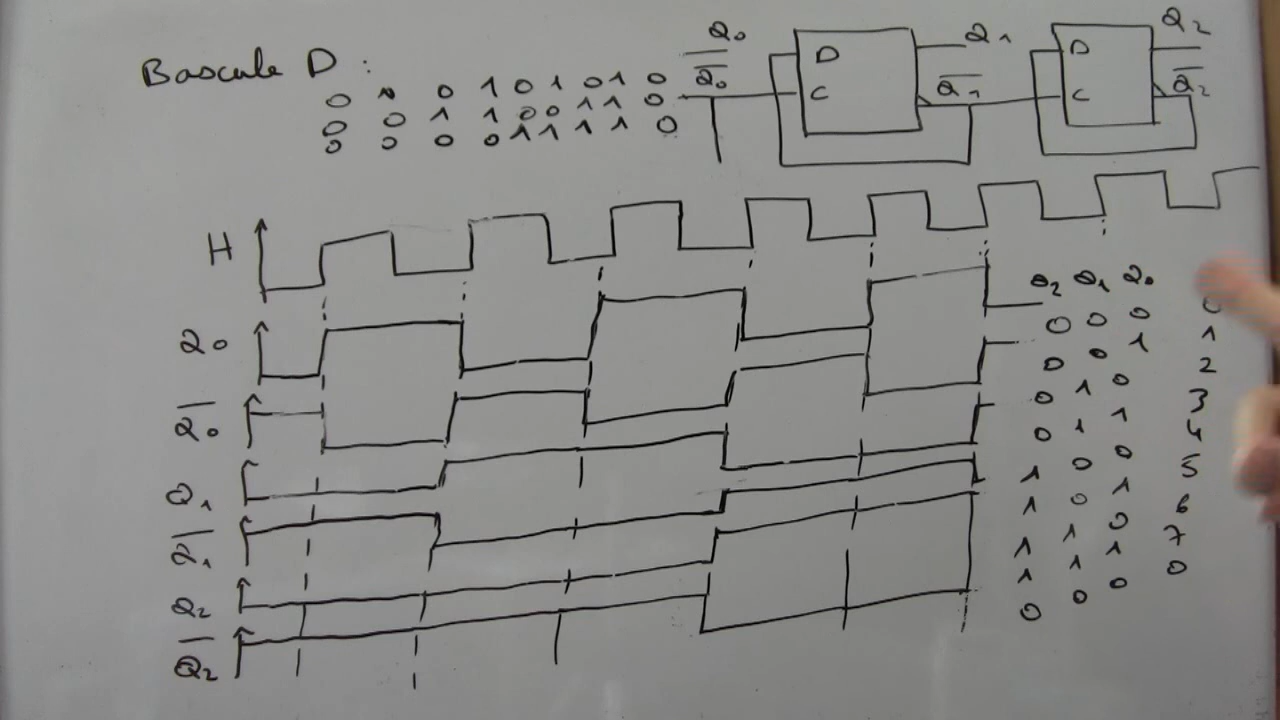 Bascule D :
0 1 0 1 0 1 0 1 0
0 0 1 1 0 0 1 1 0
0 0 0 0 1 1 1 1 0
Q₀
Q̅₀
D
C
Q₁
Q̅₁
D
C
Q₂
Q̅₂
H
Q₀
Q̅₀
Q₁
Q̅₁
Q₂
Q̅₂
Q₂ Q₁ Q₀
0 0 0 0
0 0 1 1
0 1 0 2
0 1 1 3
1 0 0 4
1 0 1 5
1 1 0 6
1 1 1 7
0 0 0 0